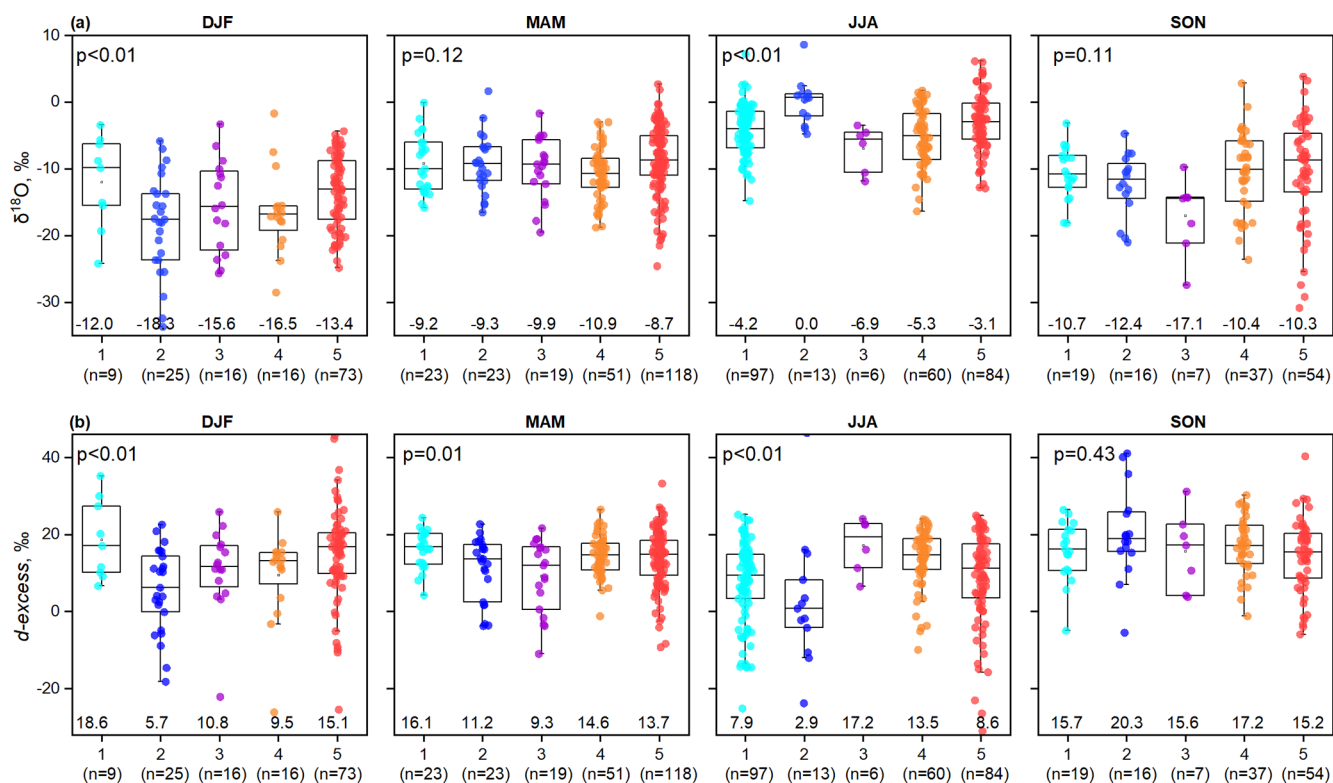 (a) DJF MAM JJA SON
10
0
-10
-20
-30
δ18O, ‰
p<0.01 p=0.12 p<0.01 p=0.11
-12.0 -18.3 -15.6 -16.5 -13.4 -9.2 -9.3 -9.9 -10.9 -8.7 -4.2 0.0 -6.9 -5.3 -3.1 -10.7 -12.4 -17.1 -10.4 -10.3
1 2 3 4 5 1 2 3 4 5 1 2 3 4 5 1 2 3 4 5
(n=9) (n=25) (n=16) (n=16) (n=73) (n=23) (n=23) (n=19) (n=51) (n=118) (n=97) (n=13) (n=6) (n=60) (n=84) (n=19) (n=16) (n=7) (n=37) (n=54)
(b) DJF MAM JJA SON
40
20
0
-20
d-excess, ‰
p<0.01 p=0.01 p<0.01 p=0.43
18.6 5.7 10.8 9.5 15.1 16.1 11.2 9.3 14.6 13.7 7.9 2.9 17.2 13.5 8.6 15.7 20.3 15.6 17.2 15.2
1 2 3 4 5 1 2 3 4 5 1 2 3 4 5 1 2 3 4 5
(n=9) (n=25) (n=16) (n=16) (n=73) (n=23) (n=23) (n=19) (n=51) (n=118) (n=97) (n=13) (n=6) (n=60) (n=84) (n=19) (n=16) (n=7) (n=37) (n=54)